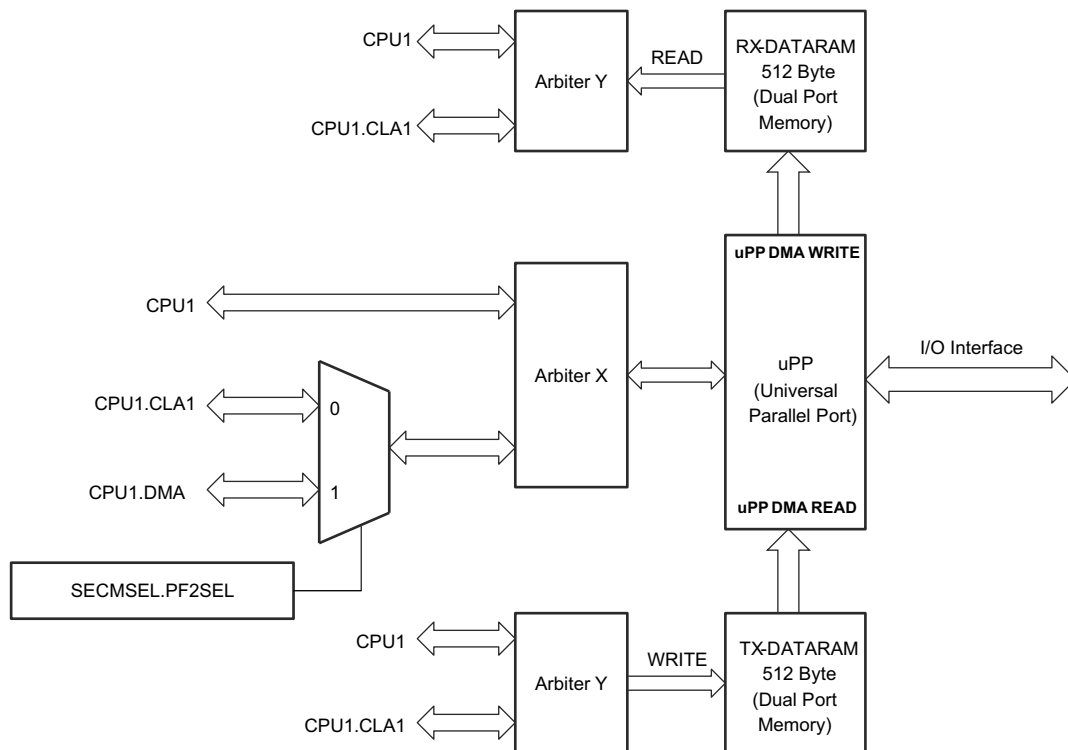 CPU1
CPU1.CLA1
Arbiter Y
READ
RX-DATARAM
512 Byte
(Dual Port
Memory)
uPP DMA WRITE
CPU1
CPU1.CLA1
0
CPU1.DMA
1
Arbiter X
uPP
(Universal
Parallel Port)
I/O Interface
uPP DMA READ
SECMSEL.PF2SEL
CPU1
CPU1.CLA1
Arbiter Y
WRITE
TX-DATARAM
512 Byte
(Dual Port
Memory)